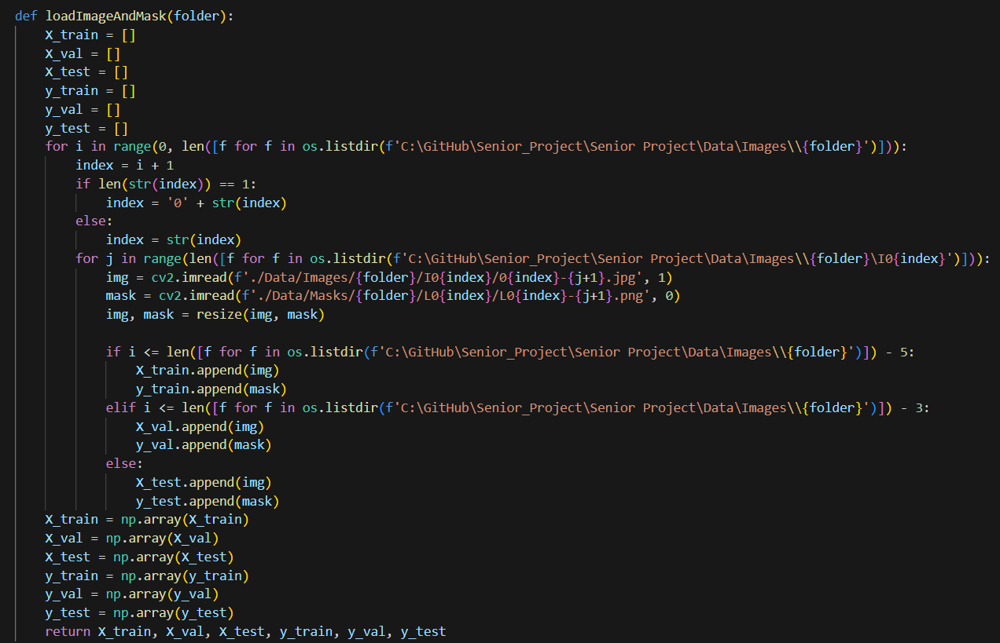 def loadImageAndMask(folder):
    X_train = []
    X_val = []
    X_test = []
    y_train = []
    y_val = []
    y_test = []
    for i in range(0, len([f for f in os.listdir(f'C:\GitHub\Senior_Project\Senior Project\Data\Images\\{folder}')])):
        index = i + 1
        if len(str(index)) == 1:
            index = '0' + str(index)
        else:
            index = str(index)
        for j in range(len([f for f in os.listdir(f'C:\GitHub\Senior_Project\Senior Project\Data\Images\\{folder}\I0{index}')])):
            img = cv2.imread(f'./Data/Images/{folder}/I0{index}/0{index}-{j+1}.jpg', 1)
            mask = cv2.imread(f'./Data/Masks/{folder}/L0{index}/L0{index}-{j+1}.png', 0)
            img, mask = resize(img, mask)

            if i <= len([f for f in os.listdir(f'C:\GitHub\Senior_Project\Senior Project\Data\Images\\{folder}')]) - 5:
                X_train.append(img)
                y_train.append(mask)
            elif i <= len([f for f in os.listdir(f'C:\GitHub\Senior_Project\Senior Project\Data\Images\\{folder}')]) - 3:
                X_val.append(img)
                y_val.append(mask)
            else:
                X_test.append(img)
                y_test.append(mask)
    X_train = np.array(X_train)
    X_val = np.array(X_val)
    X_test = np.array(X_test)
    y_train = np.array(y_train)
    y_val = np.array(y_val)
    y_test = np.array(y_test)
    return X_train, X_val, X_test, y_train, y_val, y_test